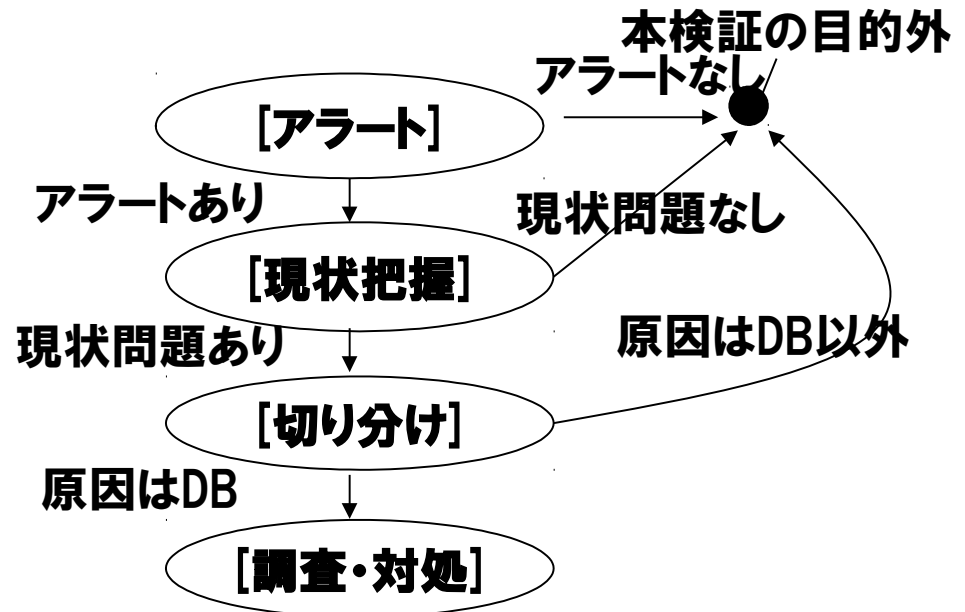 本検証の目的外
アラートなし
[アラート]
アラートあり
現状問題なし
[現状把握]
現状問題あり
原因はDB以外
[切り分け]
原因はDB
[調査・対処]